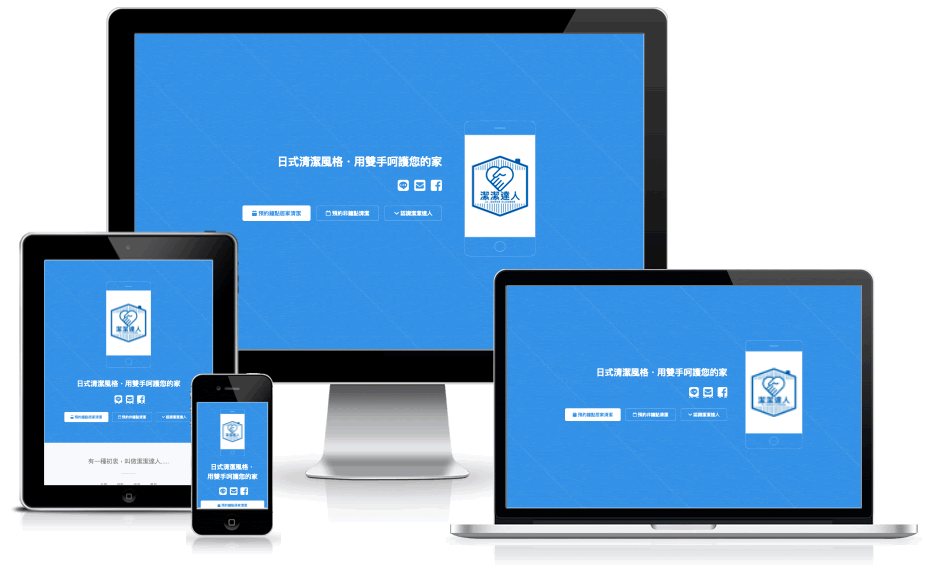 日式清潔風格・用雙手呵護您的家
預約鐘點居家清潔
預約非鐘點清潔
認識潔潔達人
潔潔達人
潔潔達人
日式清潔風格・用雙手呵護您的家
預約鐘點居家清潔
預約非鐘點清潔
認識潔潔達人
有一種初衷，叫做潔潔達人....
潔潔達人
日式清潔風格・
用雙手呵護您的家
預約鐘點居家清潔
日式清潔風格・用雙手呵護您的家
預約鐘點居家清潔
預約非鐘點清潔
認識潔潔達人
潔潔達人